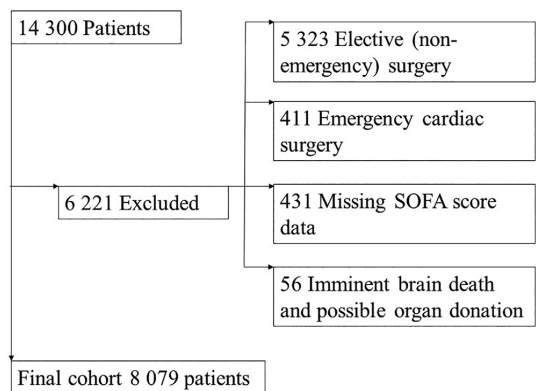 14 300 Patients
5 323 Elective (non-
emergency) surgery
411 Emergency cardiac
surgery
6 221 Excluded
431 Missing SOFA score
data
56 Imminent brain death
and possible organ donation
Final cohort 8 079 patients